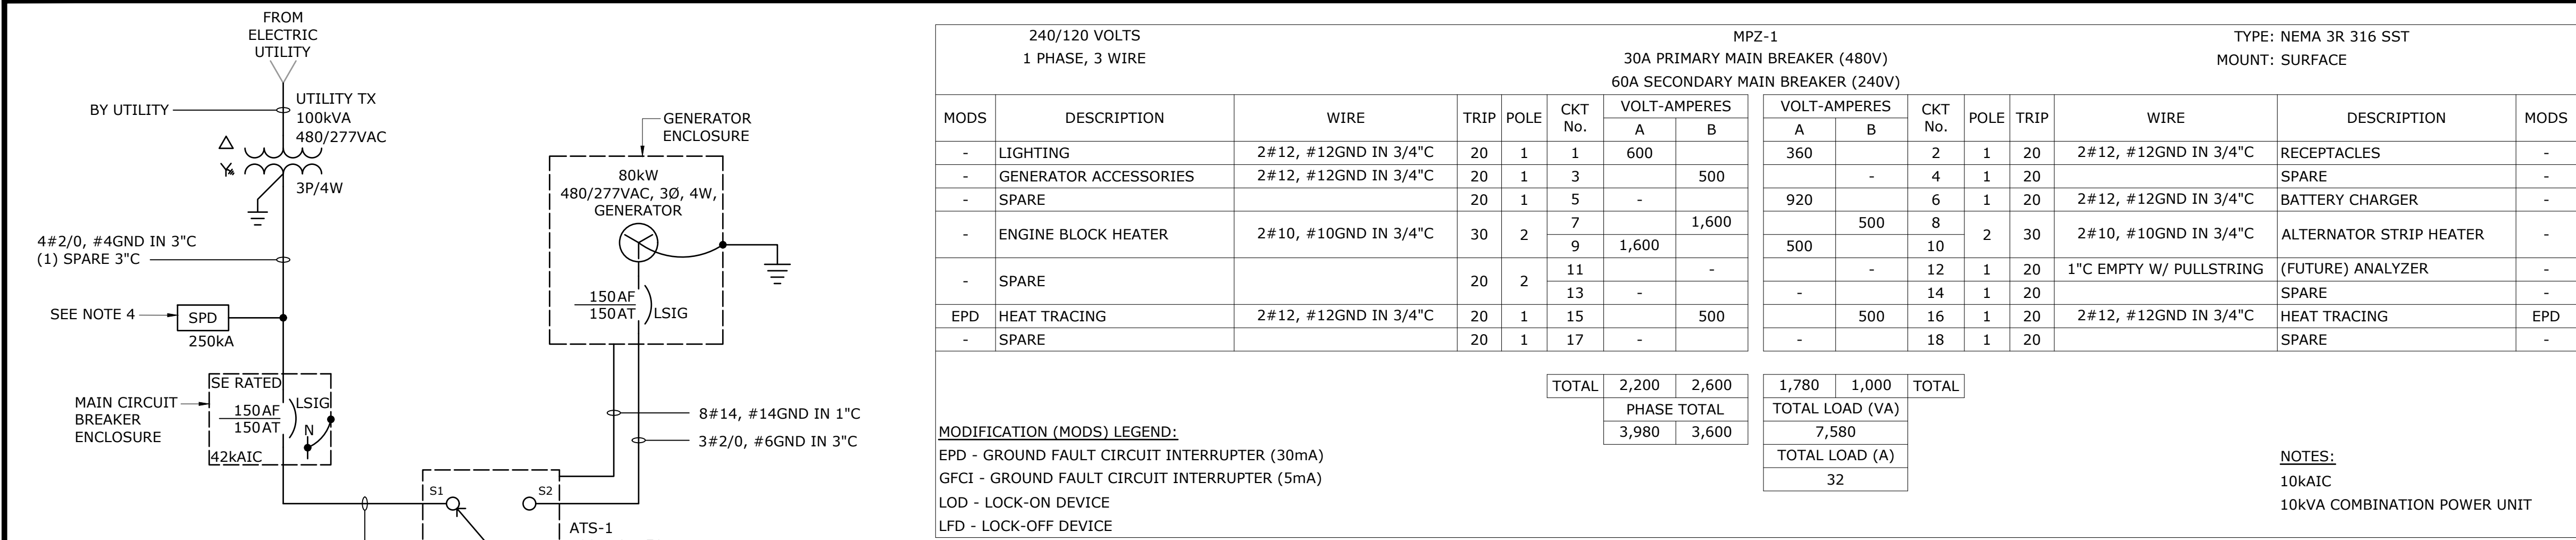 FROM
ELECTRIC
UTILITY
BY UTILITY
UTILITY TX
100kVA
480/277VAC
3P/4W
4#2/0, #4GND IN 3"C
(1) SPARE 3"C
SEE NOTE 4
SPD
250kA
SE RATED
MAIN CIRCUIT
BREAKER
ENCLOSURE
150AF
150AT
LSIG
N
42kAIC
GENERATOR
ENCLOSURE
80kW
480/277VAC, 3Ø, 4W,
GENERATOR
150AF
150AT
LSIG
8#14, #14GND IN 1"C
3#2/0, #6GND IN 3"C
S1
S2
ATS-1
240/120 VOLTS
1 PHASE, 3 WIRE
MPZ-1
30A PRIMARY MAIN BREAKER (480V)
60A SECONDARY MAIN BREAKER (240V)
TYPE: NEMA 3R 316 SST
MOUNT: SURFACE
MODS DESCRIPTION WIRE TRIP POLE CKT No. VOLT-AMPERES A B VOLT-AMPERES A B CKT No. POLE TRIP WIRE DESCRIPTION MODS
- LIGHTING 2#12, #12GND IN 3/4"C 20 1 1 600 360 2 1 20 2#12, #12GND IN 3/4"C RECEPTACLES -
- GENERATOR ACCESSORIES 2#12, #12GND IN 3/4"C 20 1 3 500 - 4 1 20 SPARE -
- SPARE 20 1 5 - 920 6 1 20 2#12, #12GND IN 3/4"C BATTERY CHARGER -
- ENGINE BLOCK HEATER 2#10, #10GND IN 3/4"C 30 2 7 1,600 500 8 2 30 2#10, #10GND IN 3/4"C ALTERNATOR STRIP HEATER -
9 1,600 500 10
- SPARE 20 2 11 - - 12 1 20 1"C EMPTY W/ PULLSTRING (FUTURE) ANALYZER -
13 - - 14 1 20 SPARE -
EPD HEAT TRACING 2#12, #12GND IN 3/4"C 20 1 15 500 500 16 1 20 2#12, #12GND IN 3/4"C HEAT TRACING EPD
- SPARE 20 1 17 - - 18 1 20 SPARE -
TOTAL 2,200 2,600 1,780 1,000 TOTAL
PHASE TOTAL TOTAL LOAD (VA)
3,980 3,600 7,580
TOTAL LOAD (A)
32
MODIFICATION (MODS) LEGEND:
EPD - GROUND FAULT CIRCUIT INTERRUPTER (30mA)
GFCI - GROUND FAULT CIRCUIT INTERRUPTER (5mA)
LOD - LOCK-ON DEVICE
LFD - LOCK-OFF DEVICE
NOTES:
10kAIC
10kVA COMBINATION POWER UNIT